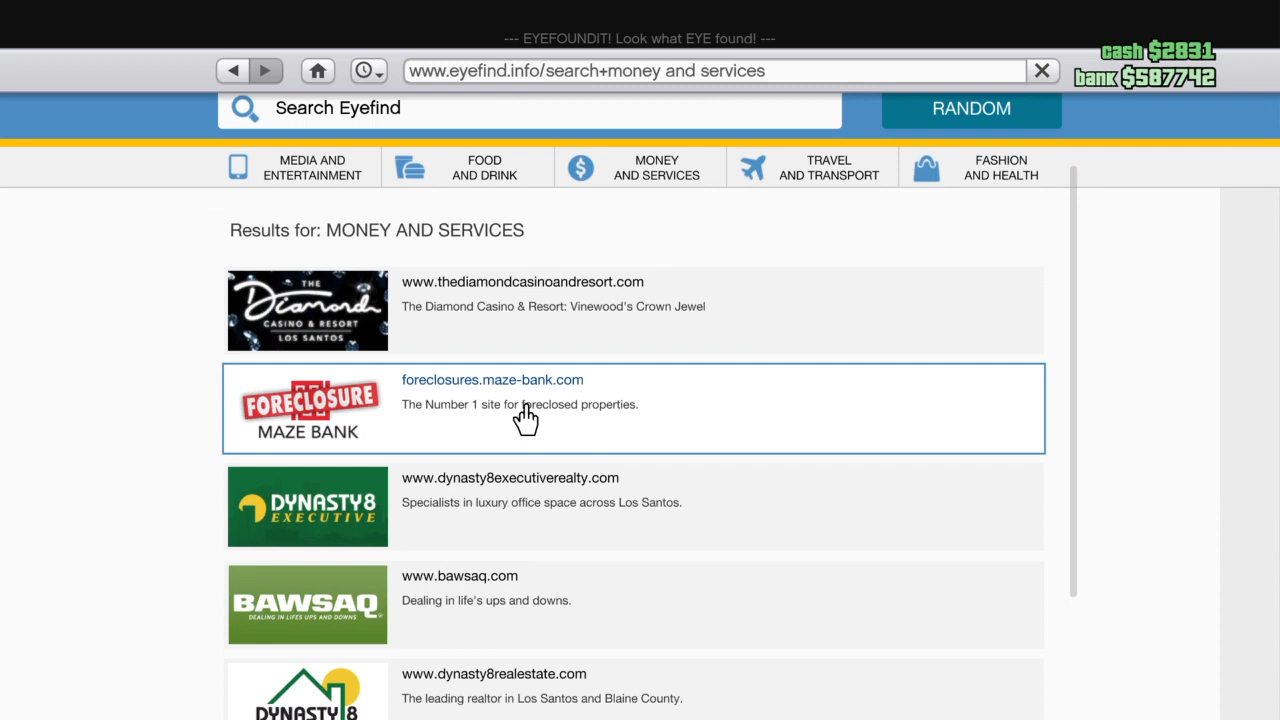 --- EYEFOUNDIT! Look what EYE found! ---
cash $2831
bank $587742
www.eyefind.info/search+money and services
Search Eyefind
RANDOM
MEDIA AND
ENTERTAINMENT
FOOD
AND DRINK
MONEY
AND SERVICES
TRAVEL
AND TRANSPORT
FASHION
AND HEALTH
Results for: MONEY AND SERVICES
THE
Diamond
CASINO & RESORT
LOS SANTOS
www.thediamondcasinoandresort.com
The Diamond Casino & Resort: Vinewood's Crown Jewel
FORECLOSURE
MAZE BANK
foreclosures.maze-bank.com
The Number 1 site for foreclosed properties.
DYNASTY8
EXECUTIVE
www.dynasty8executiverealty.com
Specialists in luxury office space across Los Santos.
BAWSAQ
DEALING IN LIFES UPS AND DOWNS
www.bawsaq.com
Dealing in life's ups and downs.
DYNASTY 8
www.dynasty8realestate.com
The leading realtor in Los Santos and Blaine County.